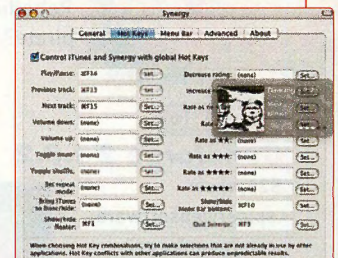 Synergy
General Hot Keys Menu Bar Advanced About
Control iTunes and Synergy with global Hot Keys
Play/Pause: ⌘F14 Set...
Previous track: ⌘F13 Set...
Next track: ⌘F15 Set...
Volume down: (none) Set...
Volume up: (none) Set...
Toggle mute: (none) Set...
Toggle shuffle: (none) Set...
Set repeat mode: (none) Set...
Bring iTunes to front/hide: (none) Set...
Show/hide floater: ⌘F1 Set...
Decrease rating: (none) Set...
Increase
Rate as
Rate
Rate as ★★: (none) Set...
Rate as ★★★★: (none) Set...
Rate as ★★★★★: (none) Set...
Show/Hide Menu Bar buttons: ⌘F10 Set...
Quit Synergy: ⌘F9 Set...
When choosing Hot Key combinations, try to make selections that are not already in use by other
applications. Hot Key conflicts with other applications can produce unpredictable results.